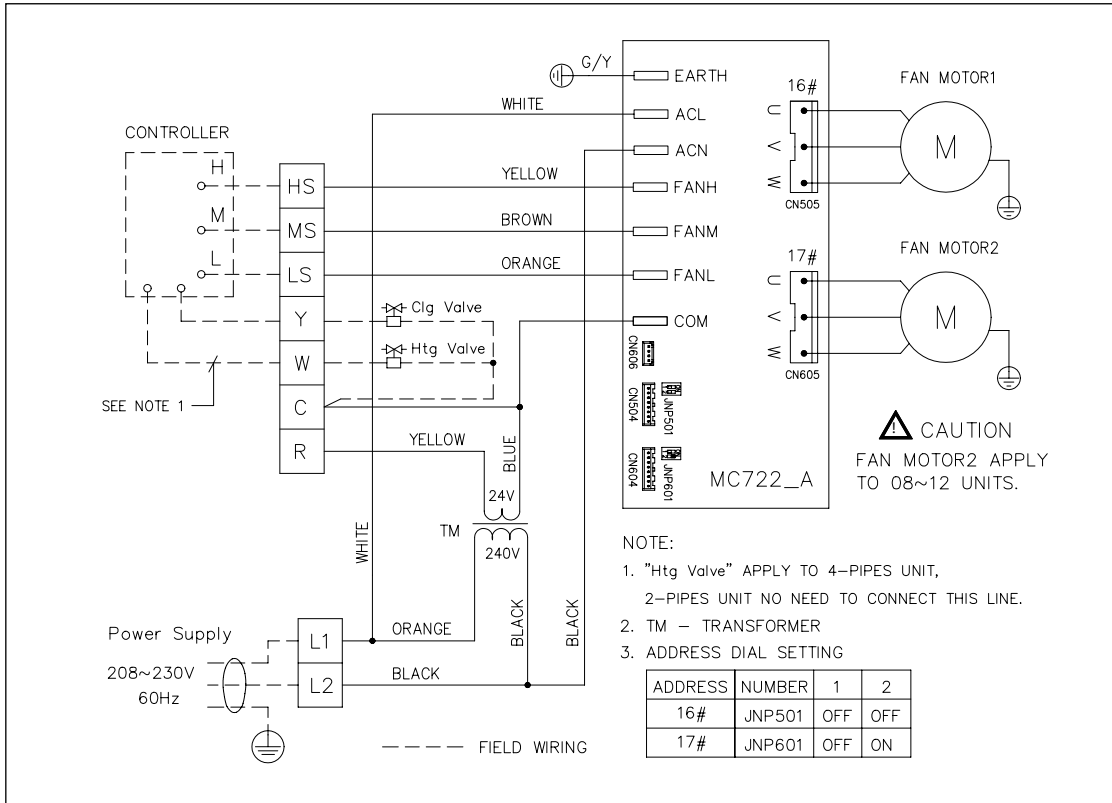 G/Y
EARTH
16#
FAN MOTOR1
WHITE
ACL
U
CONTROLLER
ACN
V
M
H
HS
YELLOW
FANH
W
CN505
M
MS
BROWN
FANM
17#
FAN MOTOR2
L
LS
ORANGE
FANL
U
Y
Clg Valve
COM
V
M
W
Htg Valve
CN606
W
CN605
SEE NOTE 1
C
CN504
JNP501
CAUTION
R
YELLOW
BLUE
FAN MOTOR2 APPLY
TO 08~12 UNITS.
CN604
JNP601
MC722_A
24V
TM
240V
WHITE
BLACK
BLACK
NOTE:
1. "Htg Valve" APPLY TO 4-PIPES UNIT,
2-PIPES UNIT NO NEED TO CONNECT THIS LINE.
2. TM - TRANSFORMER
3. ADDRESS DIAL SETTING
ADDRESS NUMBER 1 2
16# JNP501 OFF OFF
17# JNP601 OFF ON
Power Supply
208~230V
60Hz
L1
ORANGE
L2
BLACK
FIELD WIRING